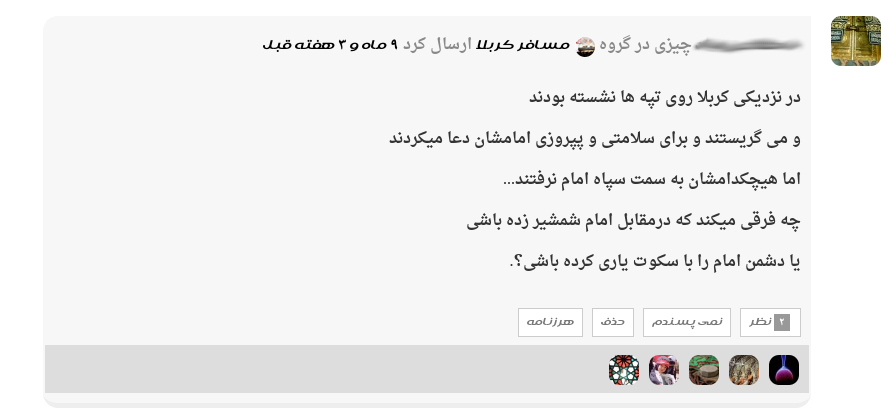 چیزی در گروه مسافر کربلا ارسال کرد ۹ ماه و ۳ هفته قبل
در نزدیکی کربلا روی تپه ها نشسته بودند
و می گریستند و برای سلامتی و پپروزی امامشان دعا میکردند
اما هیچکدامشان به سمت سپاه امام نرفتند...
چه فرقی میکند که درمقابل امام شمشیر زده باشی
یا دشمن امام را با سکوت یاری کرده باشی؟.
۲ نظر نمی پسندم حذف هرزنامه